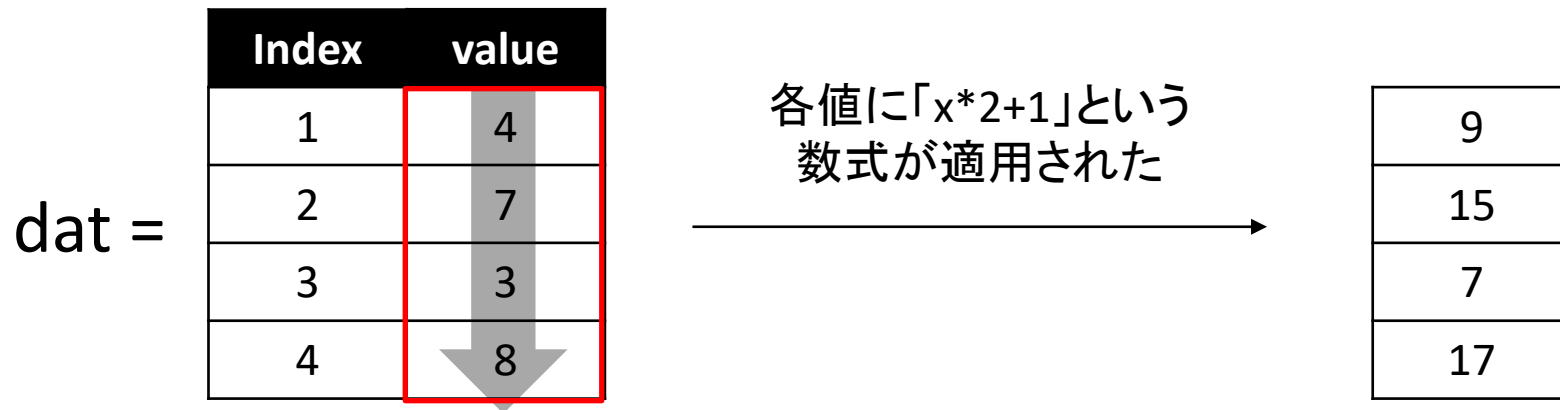 Index value
1 4
2 7
3 3
4 8
dat =
各値に「x*2+1」という
数式が適用された
9
15
7
17